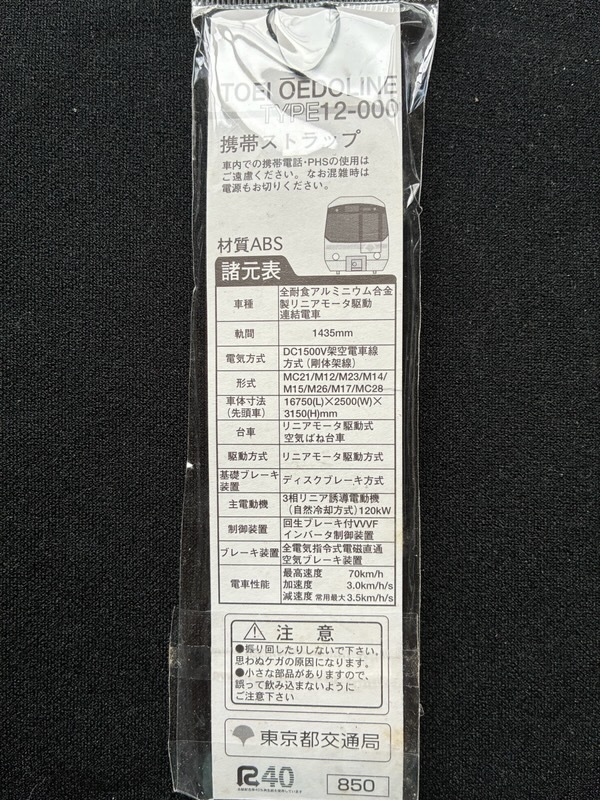 TOEI ŌEDOLINE
TYPE12-000
携帯ストラップ
車内での携帯電話・PHSの使用は
ご遠慮ください。なお混雑時は
電源もお切りください。
材質ABS
諸元表
車種
全耐食アルミニウム合金
製リニアモータ駆動
連結電車
軌間
1435mm
電気方式
DC1500V架空電車線
方式(剛体架線)
形式
MC21/M12/M23/M14/
M15/M26/M17/MC28
車体寸法
(先頭車)
16750(L)×2500(W)×
3150(H)mm
台車
リニアモータ駆動式
空気ばね台車
駆動方式
リニアモータ駆動方式
基礎ブレーキ
装置
ディスクブレーキ方式
主電動機
3相リニア誘導電動機
(自然冷却方式)120kW
制御装置
回生ブレーキ付VVVF
インバータ制御装置
ブレーキ装置
全電気指令式電磁直通
空気ブレーキ装置
電車性能
最高速度 70km/h
加速度 3.0km/h/s
減速度 常用最大3.5km/h/s
注 意
●振り回したりしないで下さい。
思わぬケガの原因になります。
●小さな部品がありますので、
誤って飲み込まないように
ご注意下さい
東京都交通局
R40
850